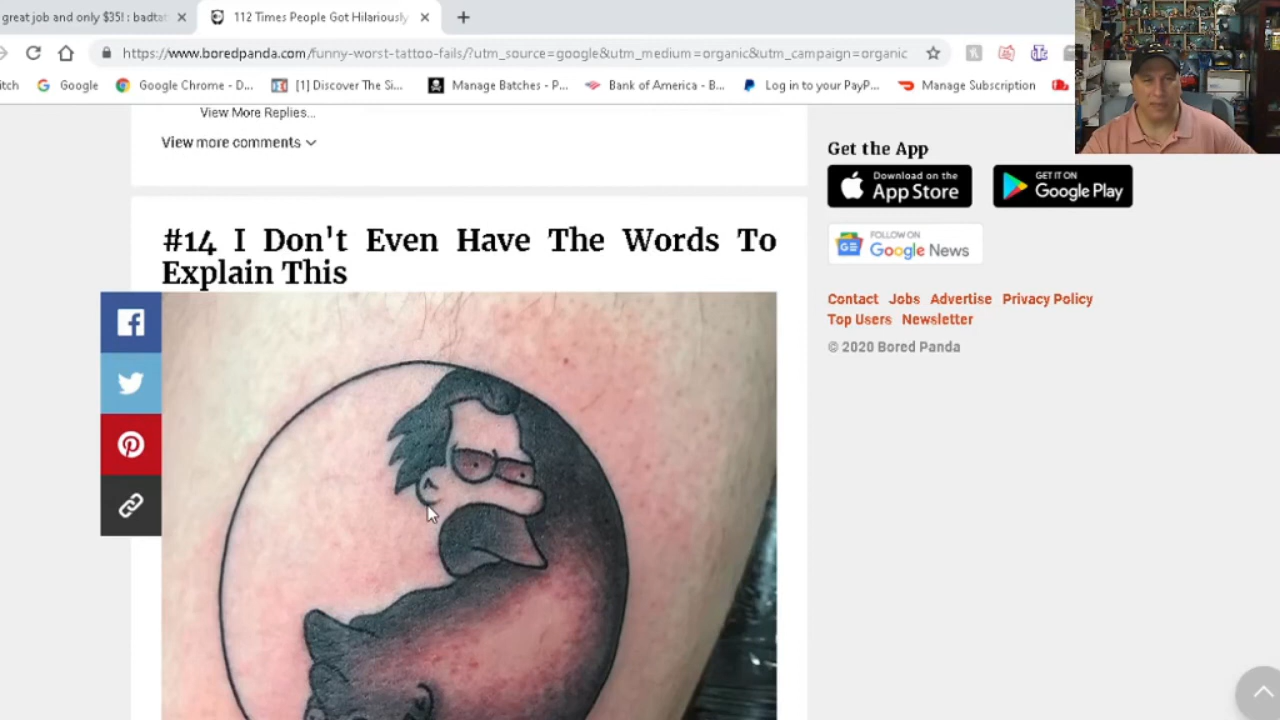 great job and only $35! : badtat
112 Times People Got Hilariously
https://www.boredpanda.com/funny-worst-tattoo-fails/?utm_source=google&utm_medium=organic&utm_campaign=organic
itch
Google
Google Chrome - D...
[1] Discover The Si...
Manage Batches - P...
Bank of America - B...
Log in to your PayP...
Manage Subscription
View More Replies...
View more comments
Get the App
Download on the
App Store
GET IT ON
Google Play
#14 I Don't Even Have The Words To
Explain This
FOLLOW ON
Google News
Contact Jobs Advertise Privacy Policy
Top Users Newsletter
© 2020 Bored Panda